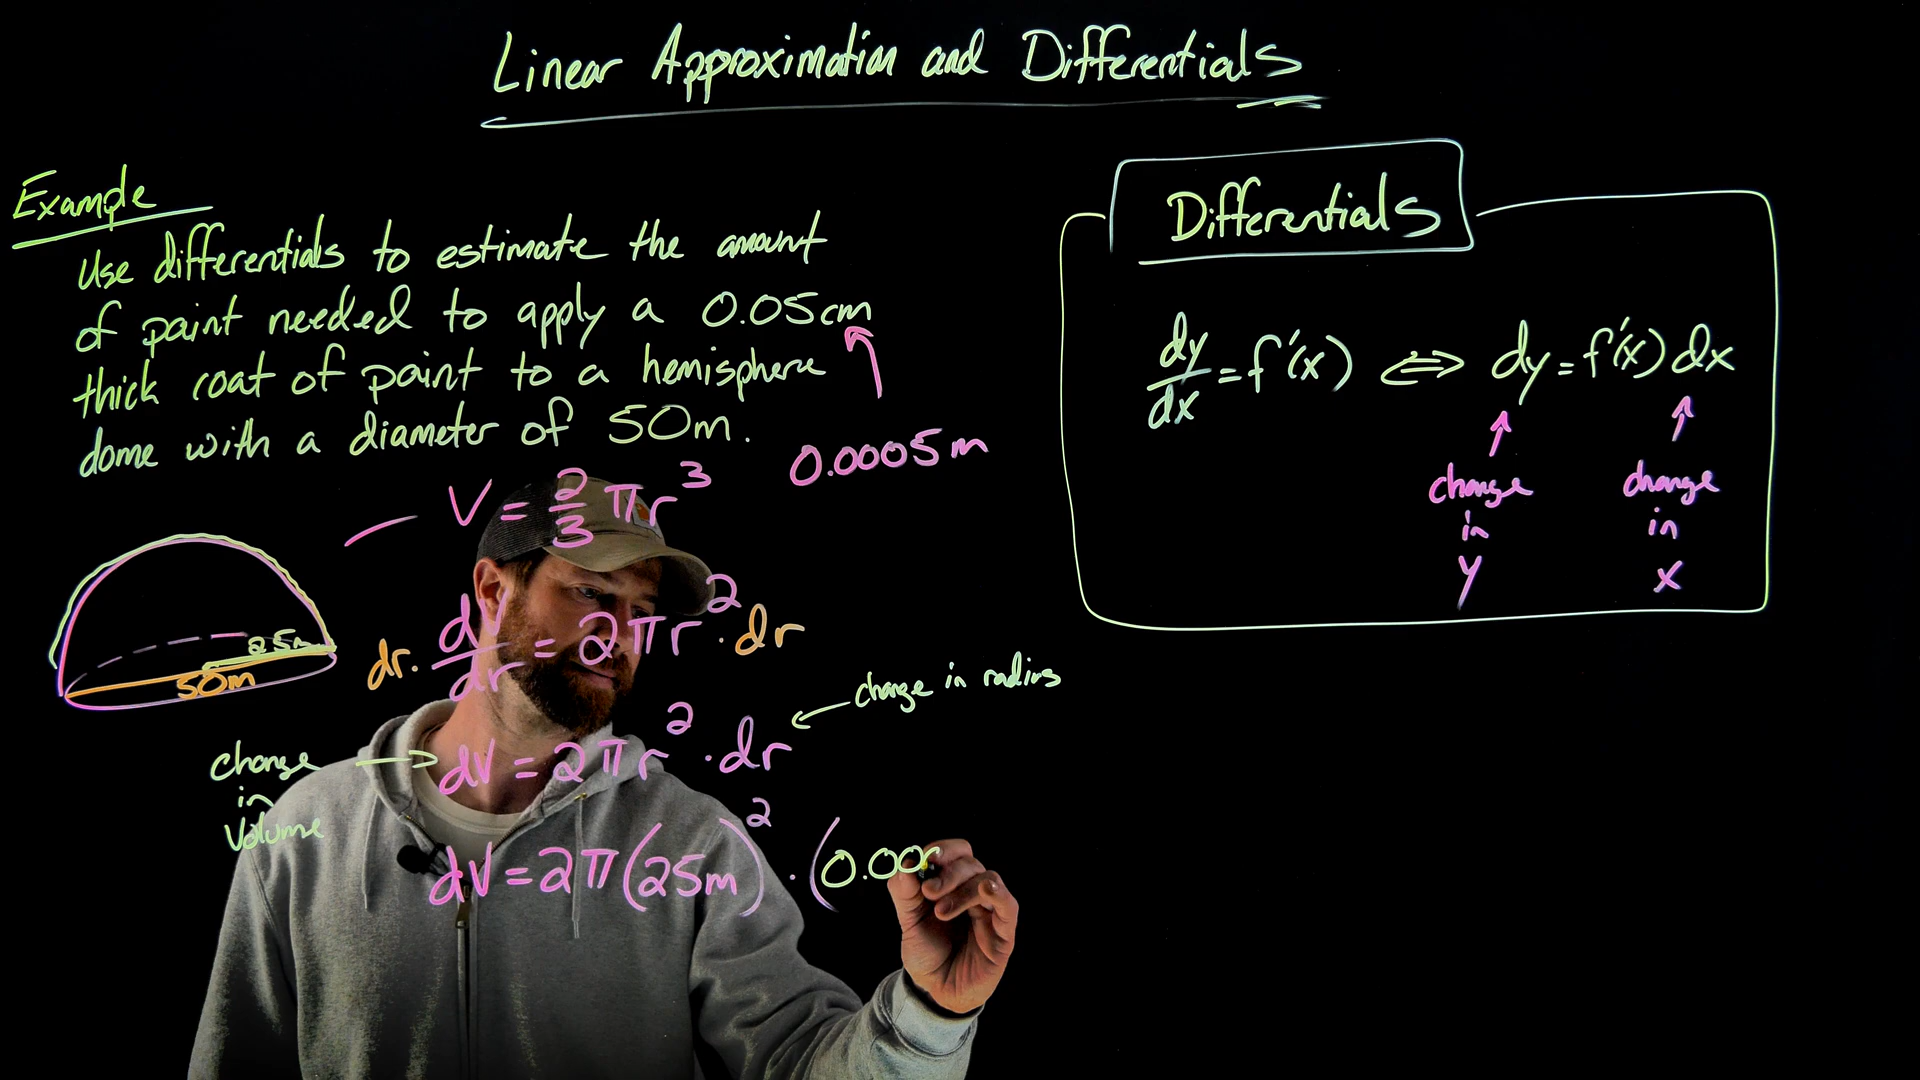 Linear Approximation and Differentials
Example
Use differentials to estimate the amount
of paint needed to apply a 0.05cm
thick coat of paint to a hemisphere
dome with a diameter of 50m.
0.0005m
V = 2/3 πr³
25m
50m
dr. dV/dr = 2πr² · dr
change in radius
change in Volume → dV = 2πr² · dr
dV = 2π(25m)² · (0.00
Differentials
dy/dx = f'(x) ⟺ dy = f'(x) dx
change in y
change in x